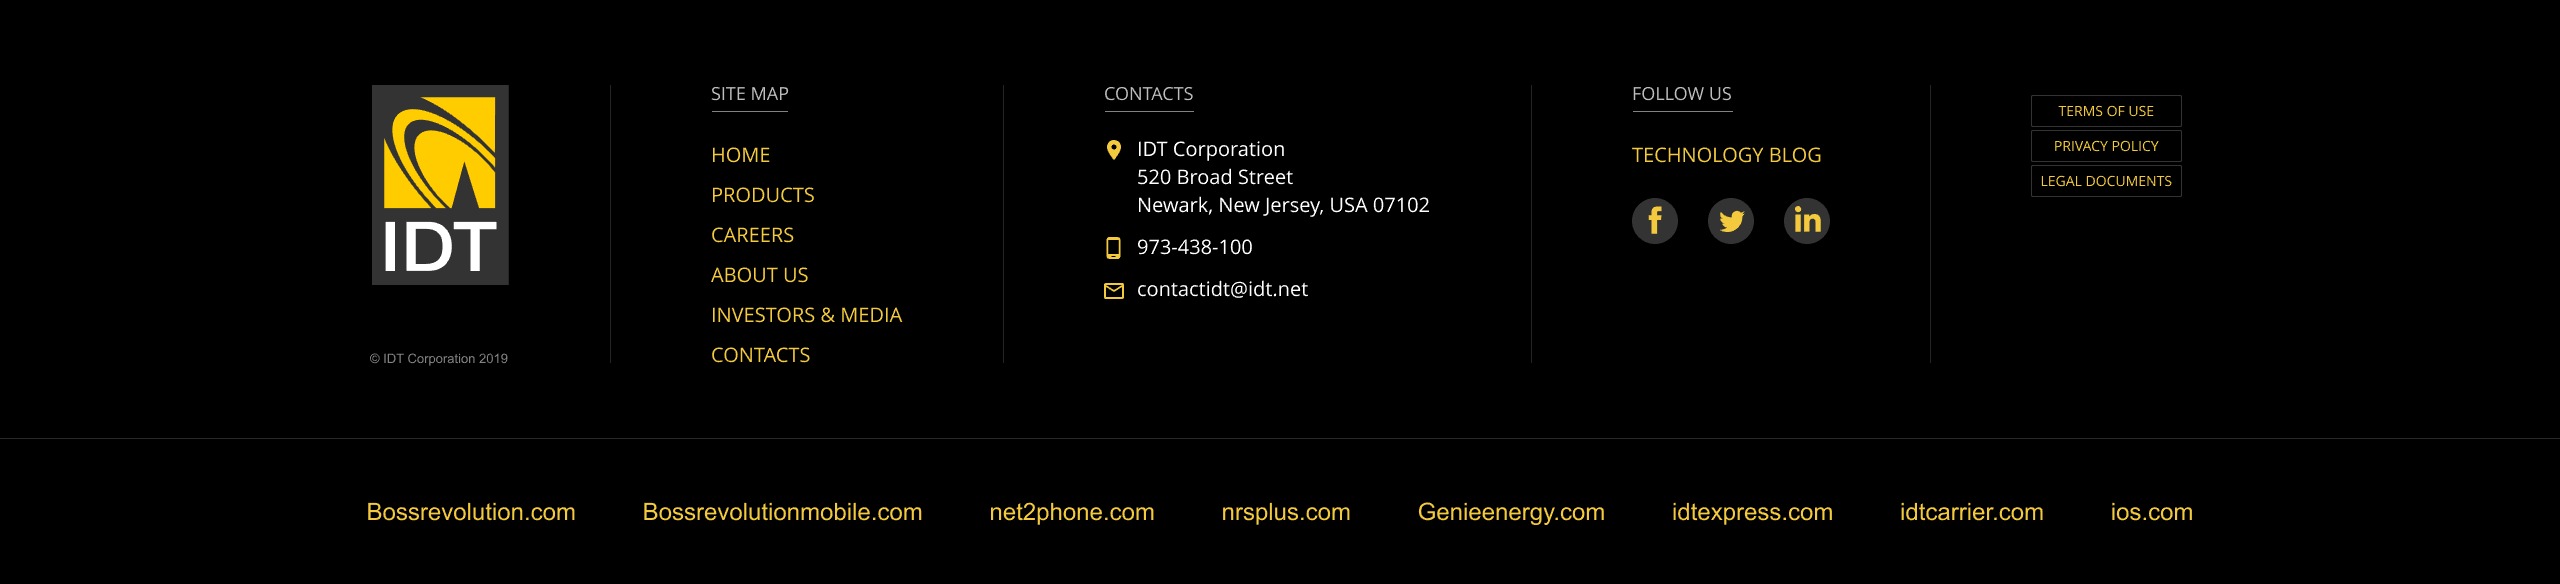 IDT
© IDT Corporation 2019
SITE MAP
HOME
PRODUCTS
CAREERS
ABOUT US
INVESTORS & MEDIA
CONTACTS
CONTACTS
IDT Corporation
520 Broad Street
Newark, New Jersey, USA 07102
973-438-100
contactidt@idt.net
FOLLOW US
TECHNOLOGY BLOG
TERMS OF USE
PRIVACY POLICY
LEGAL DOCUMENTS
Bossrevolution.com
Bossrevolutionmobile.com
net2phone.com
nrsplus.com
Genieenergy.com
idtexpress.com
idtcarrier.com
ios.com